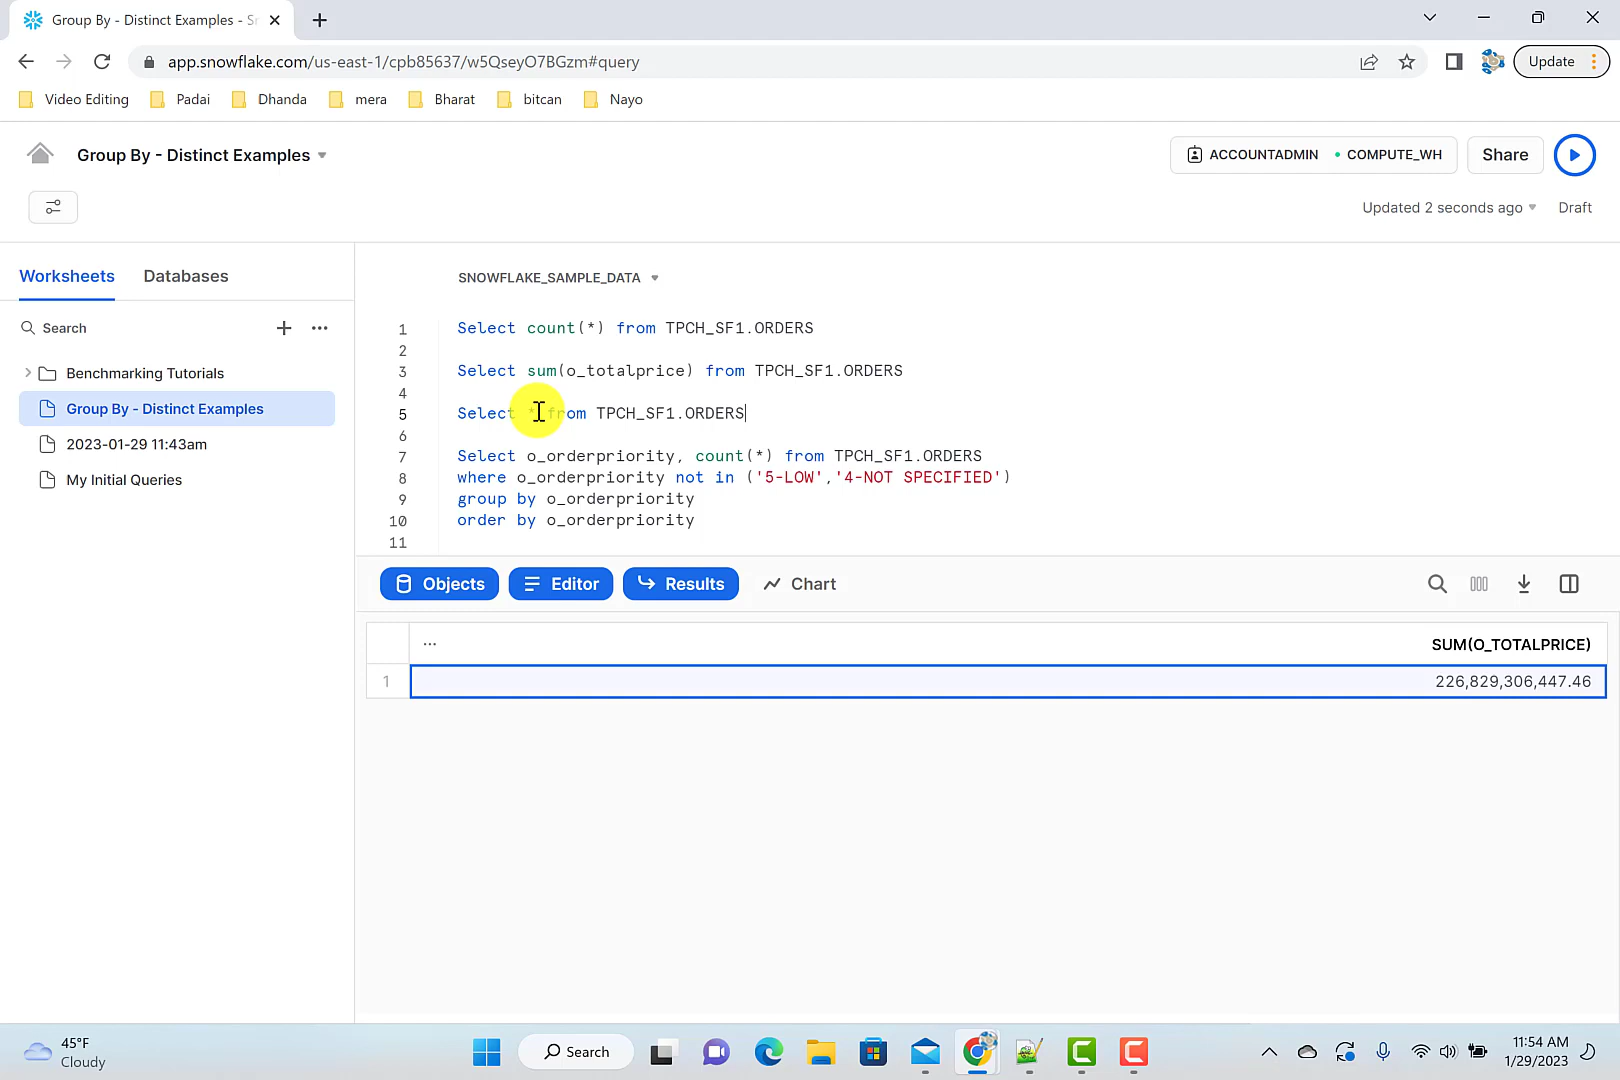 Group By - Distinct Examples - S
app.snowflake.com/us-east-1/cpb85637/w5QseyO7BGzm#query
Update
Video Editing
Padai
Dhanda
mera
Bharat
bitcan
Nayo
Group By - Distinct Examples
ACCOUNTADMIN
COMPUTE_WH
Share
Updated 2 seconds ago
Draft
Worksheets
Databases
SNOWFLAKE_SAMPLE_DATA
Search
Benchmarking Tutorials
Group By - Distinct Examples
2023-01-29 11:43am
My Initial Queries
1 Select count(*) from TPCH_SF1.ORDERS
2
3 Select sum(o_totalprice) from TPCH_SF1.ORDERS
4
5 Select * from TPCH_SF1.ORDERS
6
7 Select o_orderpriority, count(*) from TPCH_SF1.ORDERS
8 where o_orderpriority not in ('5-LOW','4-NOT SPECIFIED')
9 group by o_orderpriority
10 order by o_orderpriority
11
Objects
Editor
Results
Chart
... SUM(O_TOTALPRICE)
1 226,829,306,447.46
45°F
Cloudy
Search
11:54 AM
1/29/2023